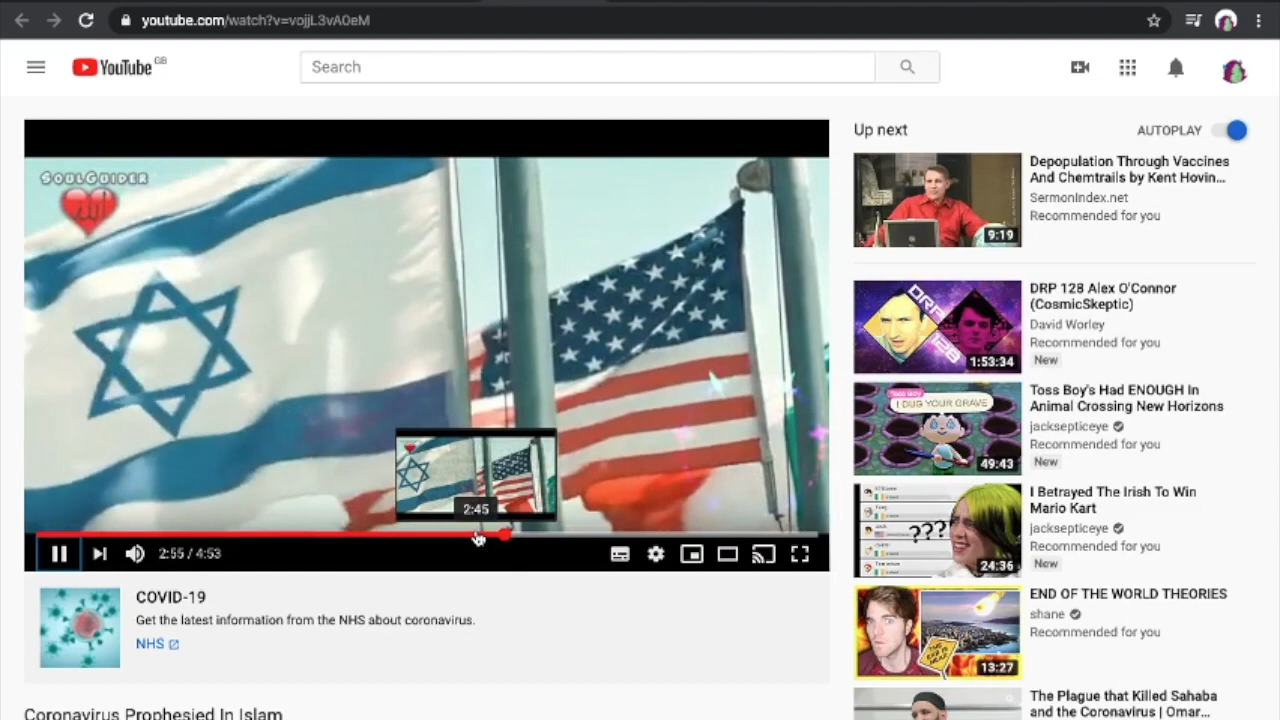 youtube.com/watch?v=vojjL3vA0eM
YouTube GB
Search
SOULGUIDER
الله
2:45
2:55 / 4:53
COVID-19
Get the latest information from the NHS about coronavirus.
NHS
Coronavirus Prophesied In Islam
Up next
AUTOPLAY
Depopulation Through Vaccines
And Chemtrails by Kent Hovin...
SermonIndex.net
Recommended for you
9:19
DRP 128 Alex O'Connor
(CosmicSkeptic)
David Worley
Recommended for you
New
DRP
128
1:53:34
Toss Boy's Had ENOUGH In
Animal Crossing New Horizons
jacksepticeye
Recommended for you
New
Toss Boy
I DUG YOUR GRAVE
49:43
I Betrayed The Irish To Win
Mario Kart
jacksepticeye
Recommended for you
New
???
24:36
END OF THE WORLD THEORIES
shane
Recommended for you
13:27
The Plague that Killed Sahaba
and the Coronavirus | Omar...